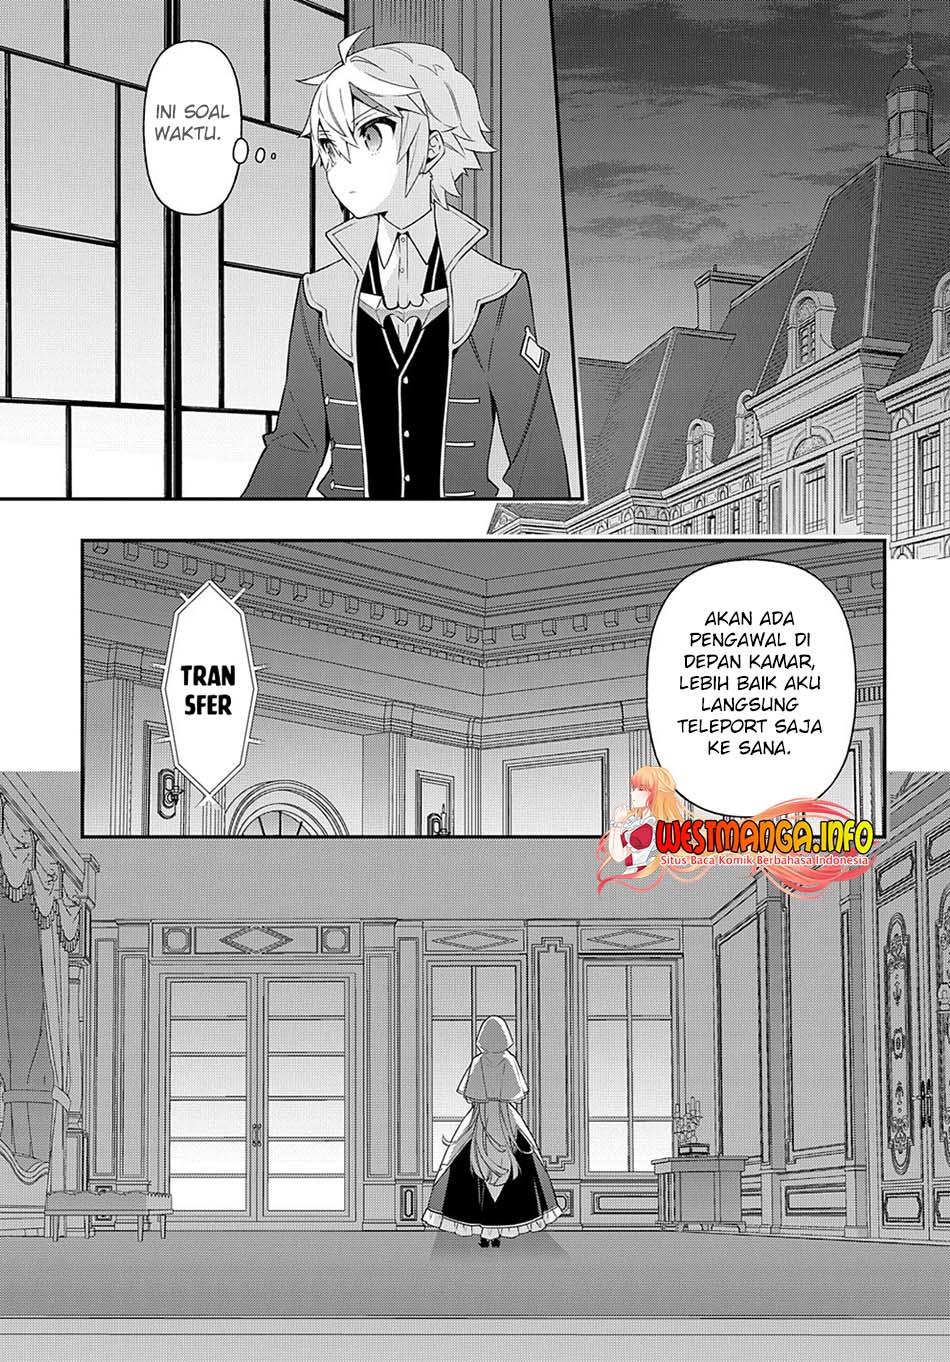 INI SOAL
WAKTU.
AKAN ADA
PENGAWAL DI
DEPAN KAMAR,
LEBIH BAIK AKU
LANGSUNG
TELEPORT SAJA
KE SANA.
TRAN
SFER
WESTMANGA.INFO
Situs Baca Komik Berbahasa Indonesia